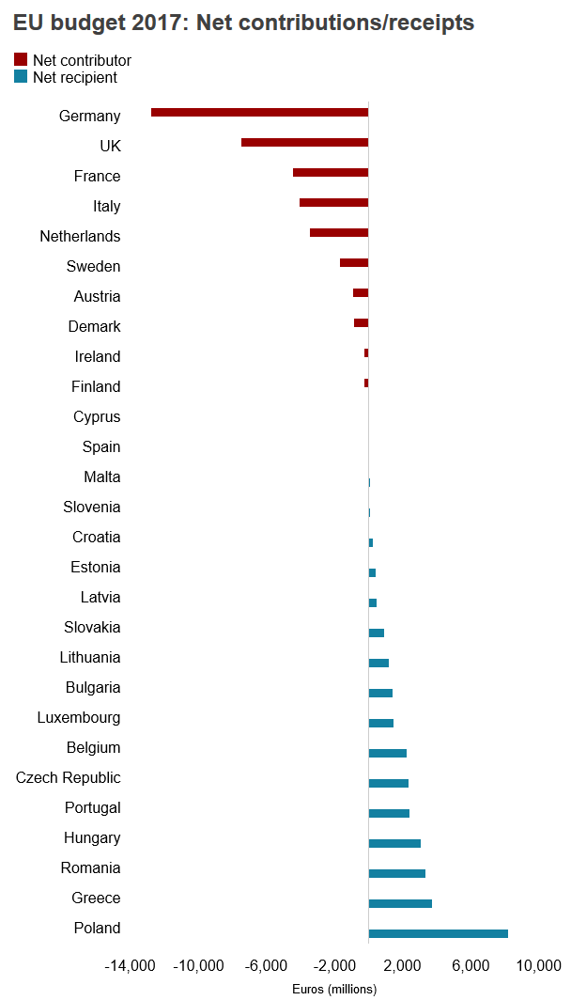 EU budget 2017: Net contributions/receipts
Net contributor
Net recipient
Germany
UK
France
Italy
Netherlands
Sweden
Austria
Demark
Ireland
Finland
Cyprus
Spain
Malta
Slovenia
Croatia
Estonia
Latvia
Slovakia
Lithuania
Bulgaria
Luxembourg
Belgium
Czech Republic
Portugal
Hungary
Romania
Greece
Poland
-14,000 -10,000 -6,000 -2,000 2,000 6,000 10,000
Euros (millions)